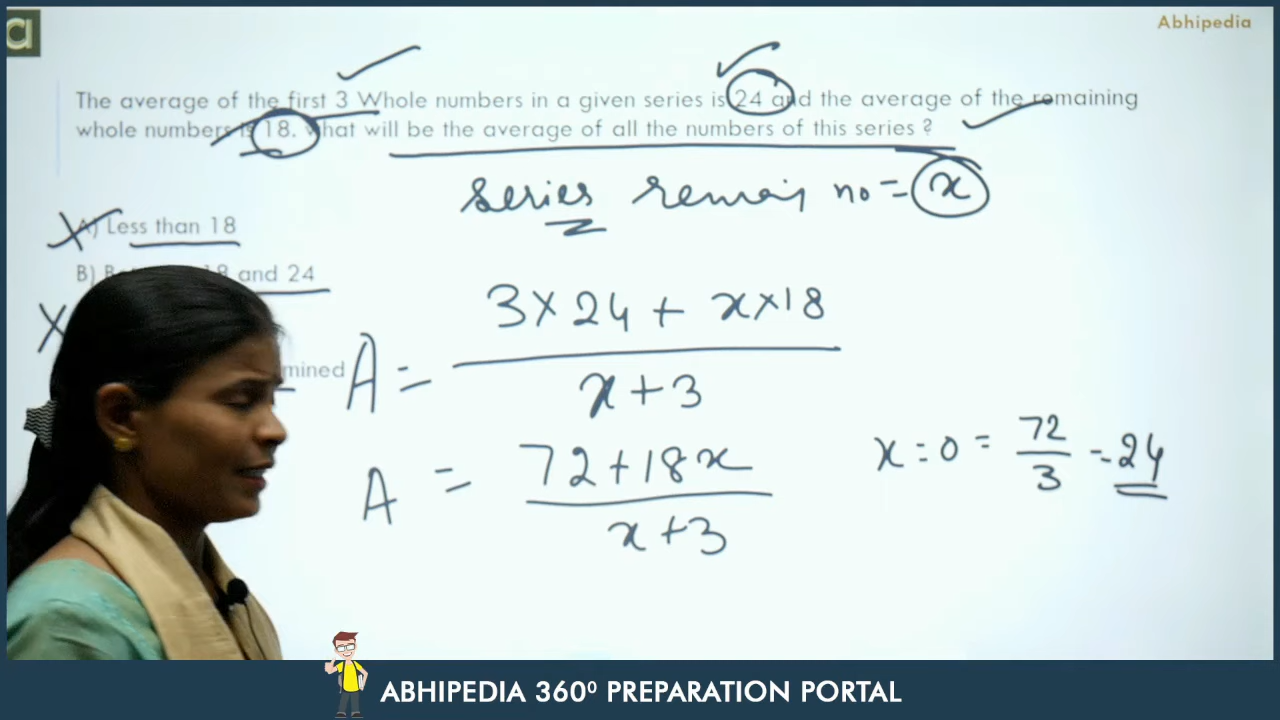 Abhipedia
a
The average of the first 3 Whole numbers in a given series is 24 and the average of the remaining
whole numbers is 18. What will be the average of all the numbers of this series ?
series remain no = x
A) Less than 18
B) 18 and 24
3 × 24 + x × 18
A =
x + 3
mined
72 + 18x
A =
x + 3
x = 0 = 72/3 = 24
ABHIPEDIA 360⁰ PREPARATION PORTAL